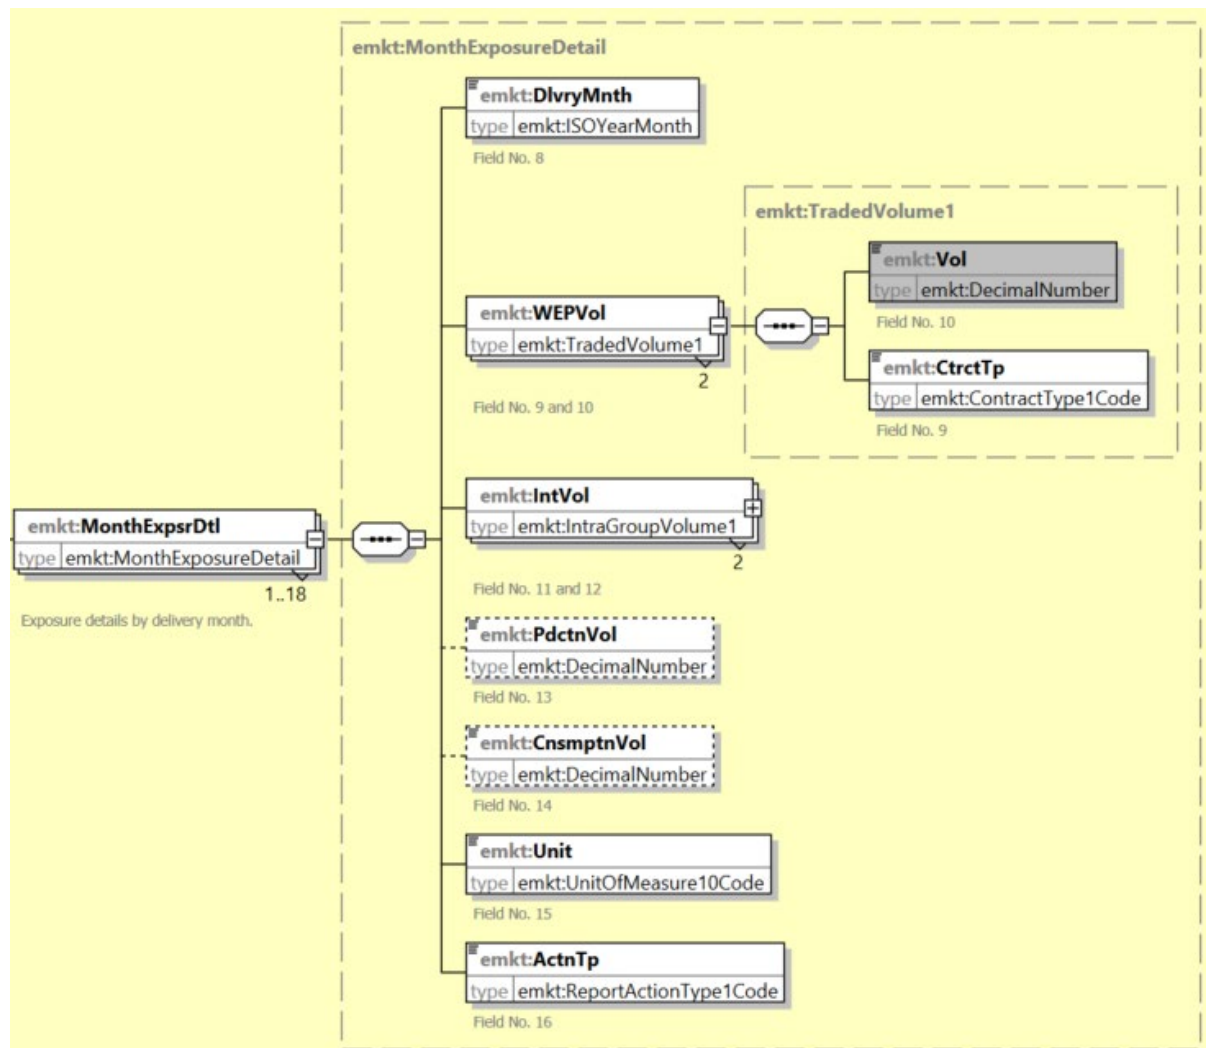 emkt:MonthExposureDetail
emkt:DlvryMnth
type emkt:ISOYearMonth
Field No. 8
emkt:TradedVolume1
emkt:Vol
type emkt:DecimalNumber
Field No. 10
emkt:WEPVol
type emkt:TradedVolume1
2
Field No. 9 and 10
emkt:CtrctTp
type emkt:ContractType1Code
Field No. 9
emkt:IntVol
type emkt:IntraGroupVolume1
2
Field No. 11 and 12
emkt:MonthExpsrDtl
type emkt:MonthExposureDetail
1..18
Exposure details by delivery month.
emkt:PdctnVol
type emkt:DecimalNumber
Field No. 13
emkt:CnsmptnVol
type emkt:DecimalNumber
Field No. 14
emkt:Unit
type emkt:UnitOfMeasure10Code
Field No. 15
emkt:ActnTp
type emkt:ReportActionType1Code
Field No. 16